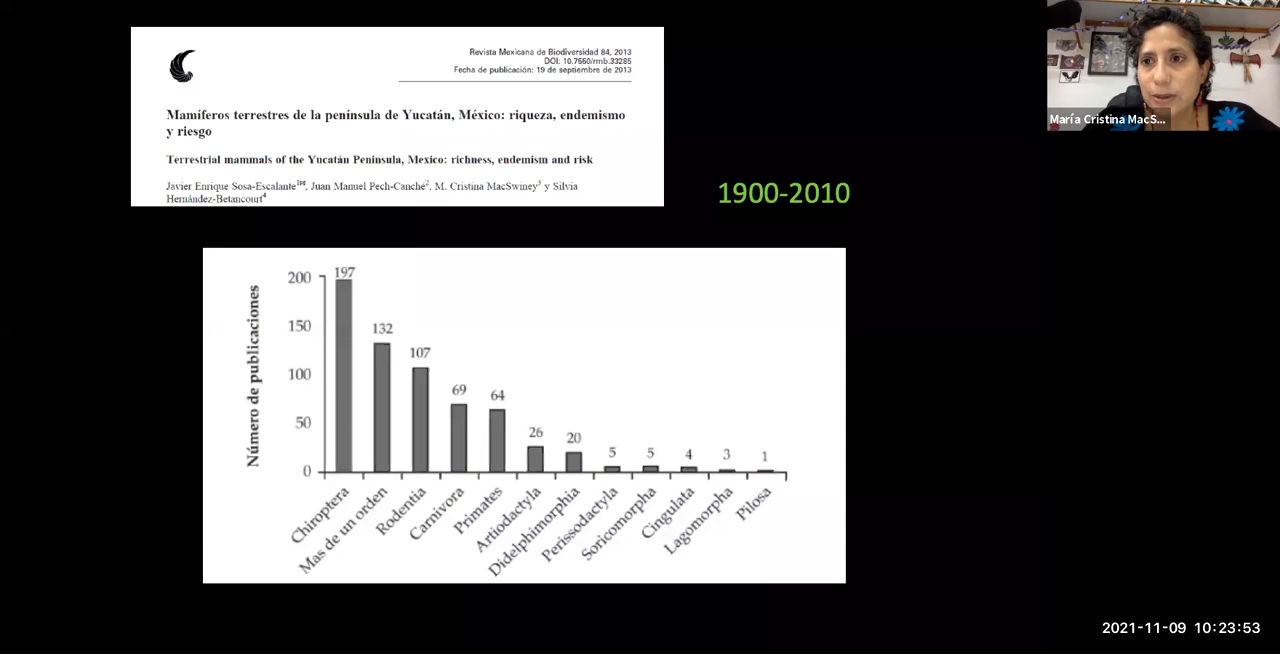 Revista Mexicana de Biodiversidad 84, 2013
DOI: 10.7550/rmb.33285
Fecha de publicación: 19 de septiembre de 2013
Mamíferos terrestres de la península de Yucatán, México: riqueza, endemismo
y riesgo
Terrestrial mammals of the Yucatán Peninsula, Mexico: richness, endemism and risk
Javier Enrique Sosa-Escalante, Juan Manuel Pech-Canché², M. Cristina MacSwiney³ y Silvia
Hernández-Betancourt⁴
María Cristina MacS...
1900-2010
Número de publicaciones
200
150
100
50
0
197
132
107
69
64
26
20
5
5
4
3
1
Chiroptera
Mas de un orden
Rodentia
Carnivora
Primates
Artiodactyla
Didelphimorphia
Perissodactyla
Soricomorpha
Cingulata
Lagomorpha
Pilosa
2021-11-09 10:23:53